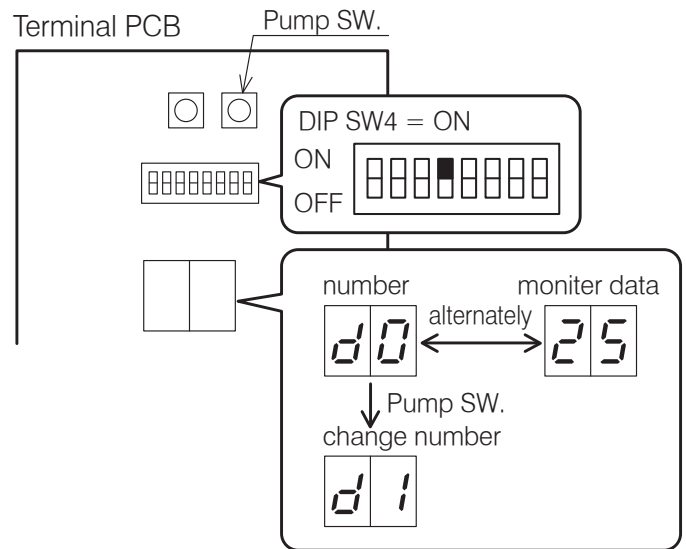 Terminal PCB
Pump SW.
DIP SW4 = ON
ON
OFF
number
moniter data
d0
alternately
25
Pump SW.
change number
d1